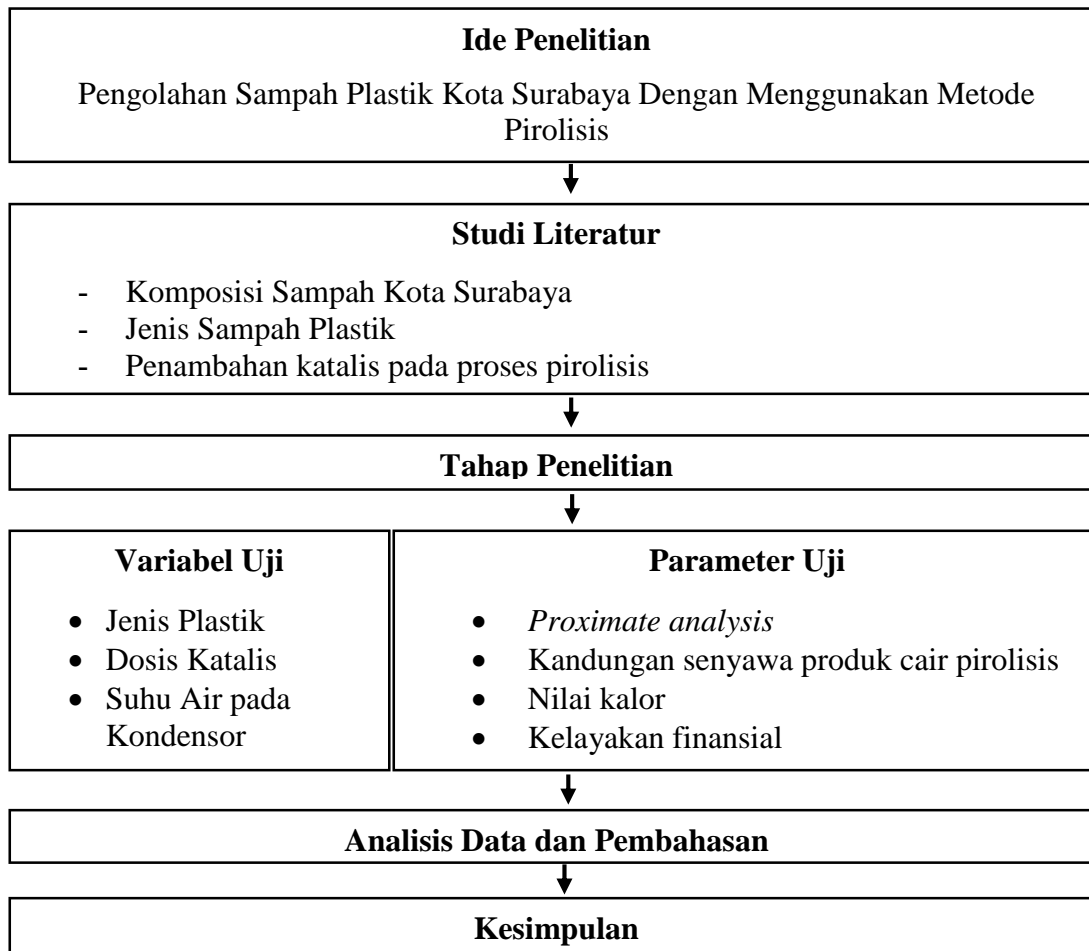 Ide Penelitian
Pengolahan Sampah Plastik Kota Surabaya Dengan Menggunakan Metode
Pirolisis
Studi Literatur
- Komposisi Sampah Kota Surabaya
- Jenis Sampah Plastik
- Penambahan katalis pada proses pirolisis
Tahap Penelitian
Variabel Uji
• Jenis Plastik
• Dosis Katalis
• Suhu Air pada
Kondensor
Parameter Uji
• Proximate analysis
• Kandungan senyawa produk cair pirolisis
• Nilai kalor
• Kelayakan finansial
Analisis Data dan Pembahasan
Kesimpulan